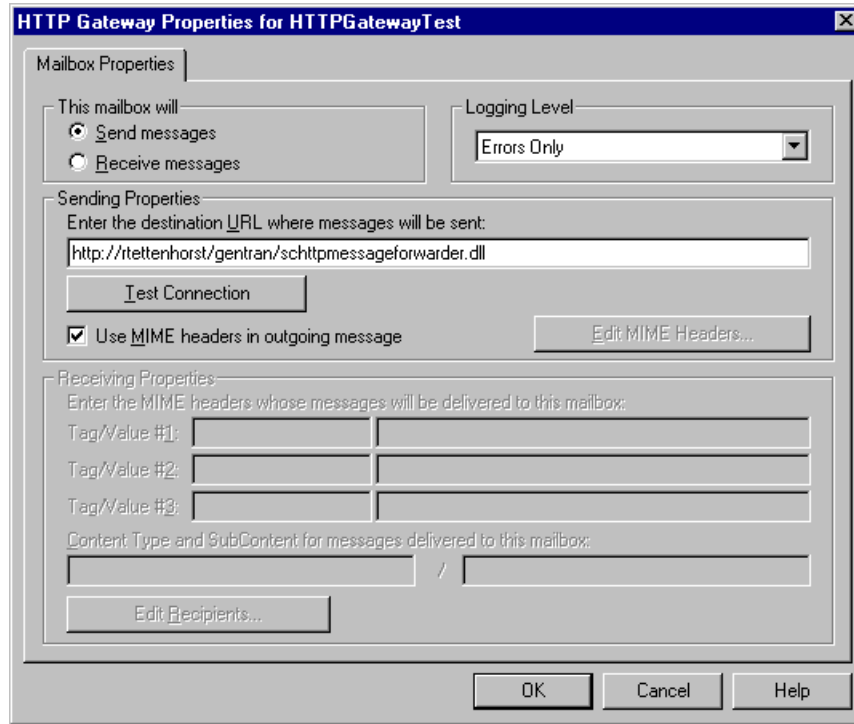 HTTP Gateway Properties for HTTPGatewayTest
Mailbox Properties
This mailbox will
Send messages
Receive messages
Logging Level
Errors Only
Sending Properties
Enter the destination URL where messages will be sent:
http://rtettenhorst/gentran/schttpmessageforwarder.dll
Test Connection
Use MIME headers in outgoing message
Edit MIME Headers...
Receiving Properties
Enter the MIME headers whose messages will be delivered to this mailbox:
Tag/Value #1:
Tag/Value #2:
Tag/Value #3:
Content Type and SubContent for messages delivered to this mailbox:
/
Edit Recipients...
OK Cancel Help